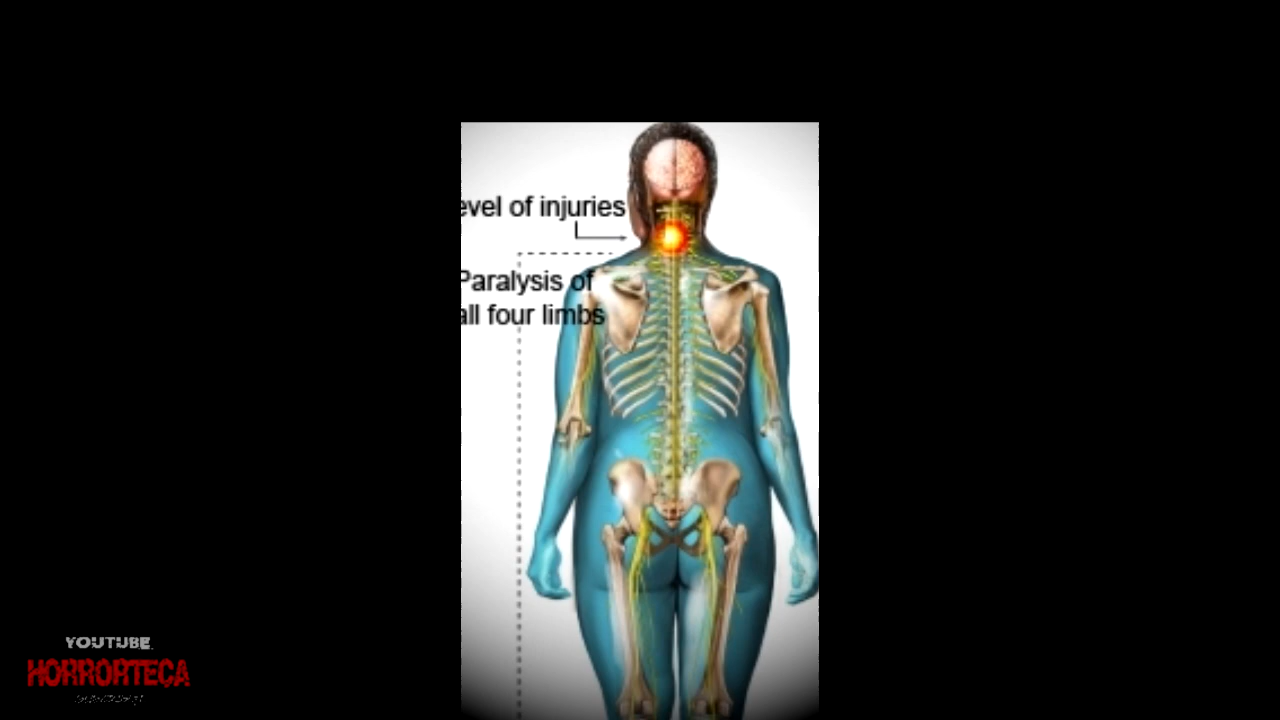 evel of injuries
Paralysis of
all four limbs
YOUTUBE
HORRORTECA